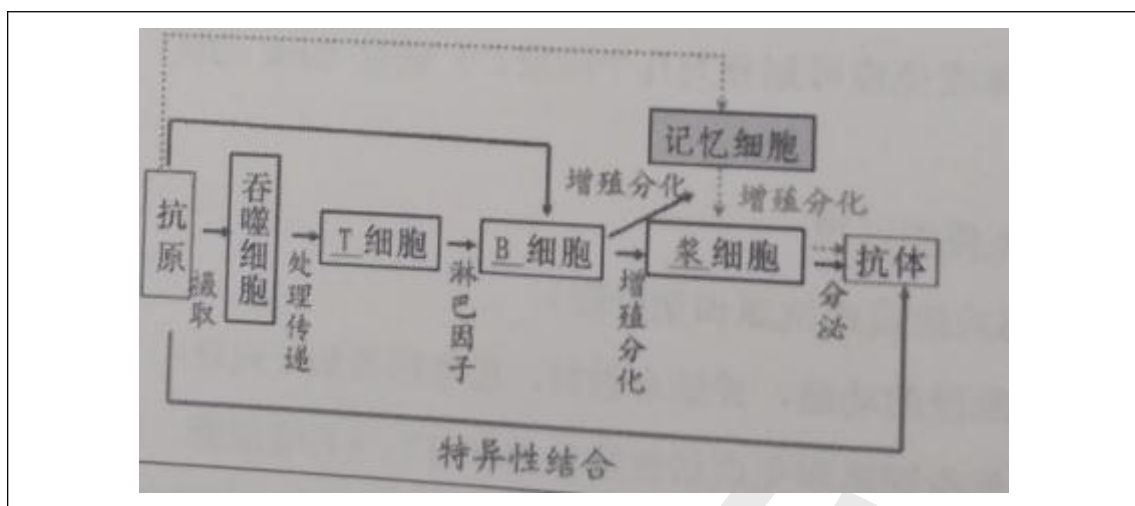 记忆细胞
增殖分化
增殖分化
抗原
摄取
吞噬细胞
处理传递
T细胞
淋巴因子
B细胞
增殖分化
浆细胞
分泌
抗体
特异性结合